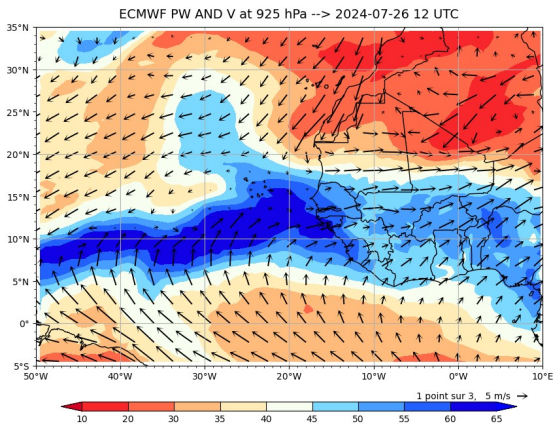 ECMWF PW AND V at 925 hPa --> 2024-07-26 12 UTC
35°N
30°N
25°N
20°N
15°N
10°N
5°N
0°
5°S
50°W 40°W 30°W 20°W 10°W 0°W 10°E
1 point sur 3, 5 m/s
10 20 30 35 40 45 50 55 60 65